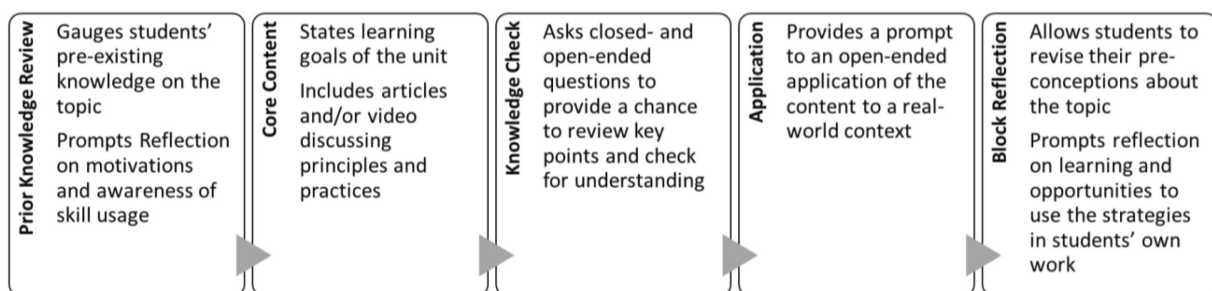 Prior Knowledge Review
Gauges students'
pre-existing
knowledge on the
topic
Prompts Reflection
on motivations
and awareness of
skill usage
Core Content
States learning
goals of the unit
Includes articles
and/or video
discussing
principles and
practices
Knowledge Check
Asks closed- and
open-ended
questions to
provide a chance
to review key
points and check
for understanding
Application
Provides a prompt
to an open-ended
application of the
content to a real-
world context
Block Reflection
Allows students to
revise their pre-
conceptions about
the topic
Prompts reflection
on learning and
opportunities to
use the strategies
in students' own
work